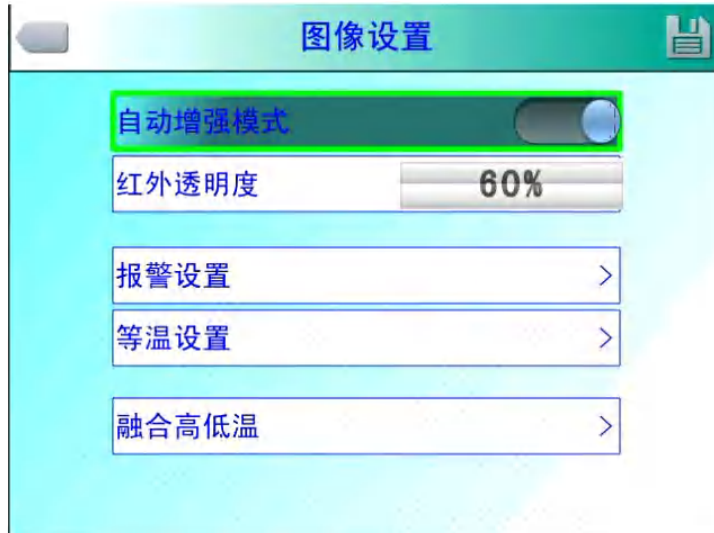 图像设置
自动增强模式
红外透明度 60%
报警设置 >
等温设置 >
融合高低温 >